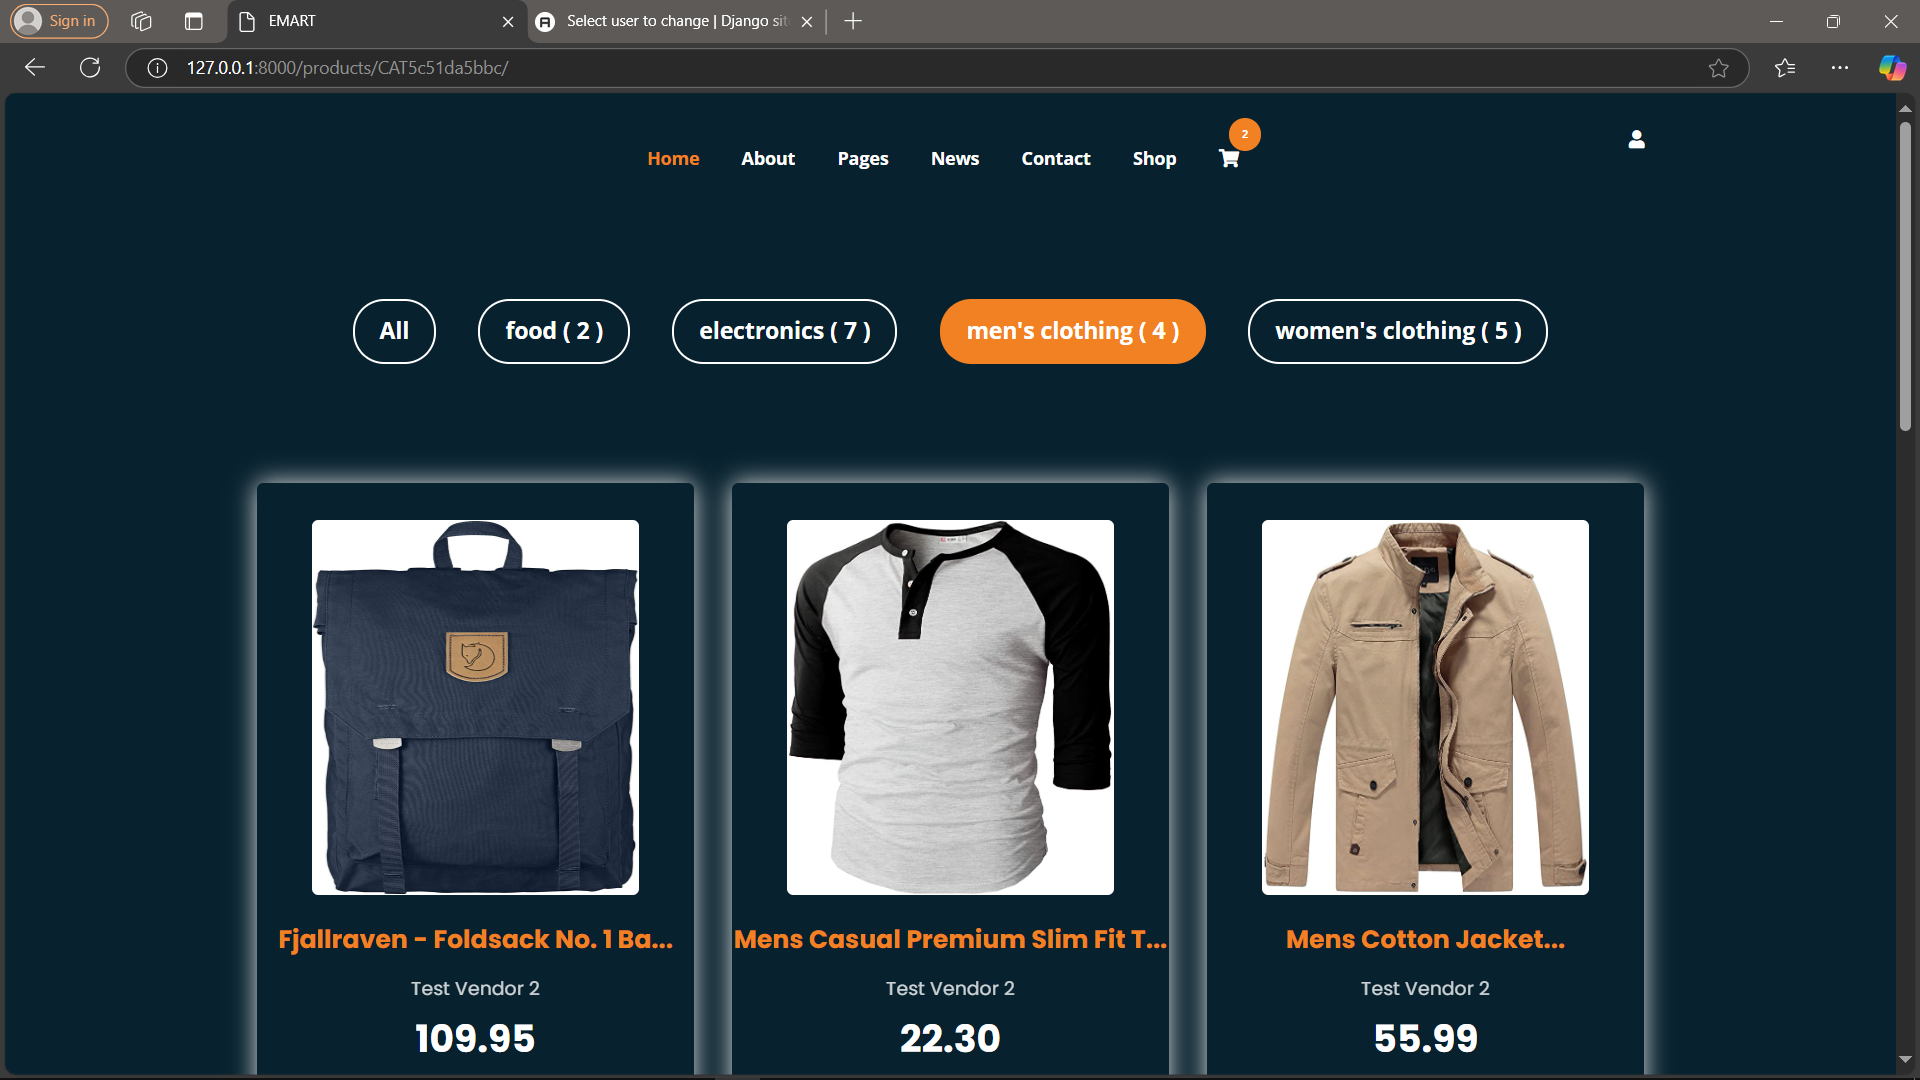 Sign in
EMART
Select user to change | Django sit
127.0.0.1:8000/products/CAT5c51da5bbc/
2
Home About Pages News Contact Shop
All food ( 2 ) electronics ( 7 ) men's clothing ( 4 ) women's clothing ( 5 )
Fjallraven - Foldsack No. 1 Ba...
Test Vendor 2
109.95
Mens Casual Premium Slim Fit T...
Test Vendor 2
22.30
Mens Cotton Jacket...
Test Vendor 2
55.99